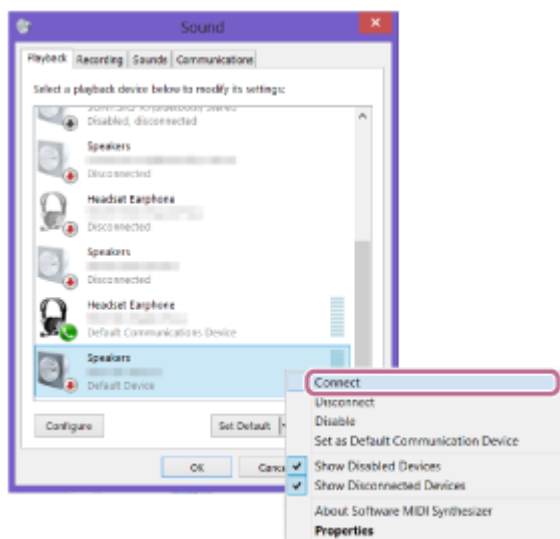 Sound
Playback Recording Sounds Communications
Select a playback device below to modify its settings:
Disabled, disconnected
Speakers
Disconnected
Headset Earphone
Disconnected
Speakers
Disconnected
Headset Earphone
Default Communications Device
Speakers
Default Device
Configure Set Default
OK
Connect
Disconnect
Disable
Set as Default Communication Device
Show Disabled Devices
Show Disconnected Devices
About Software MIDI Synthesizer
Properties